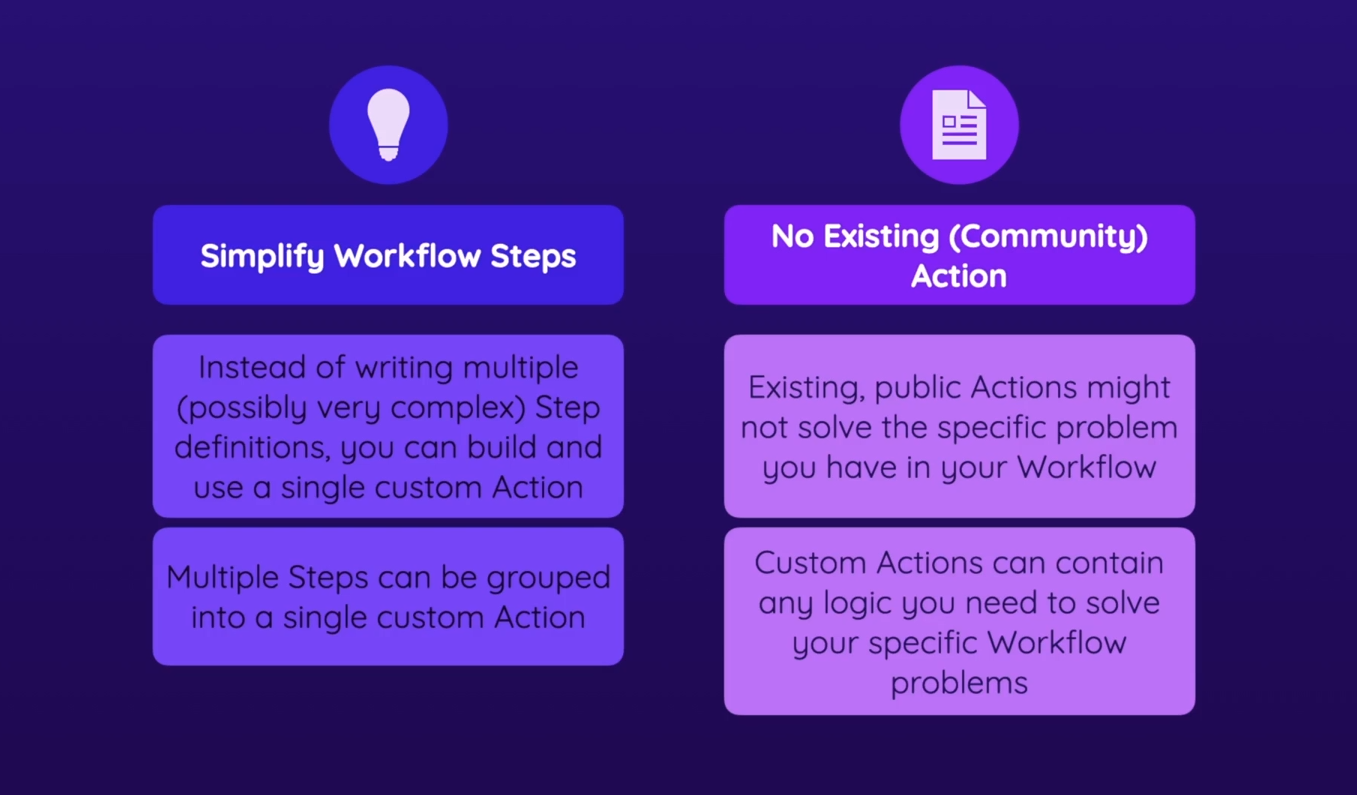 Simplify Workflow Steps
Instead of writing multiple
(possibly very complex) Step
definitions, you can build and
use a single custom Action
Multiple Steps can be grouped
into a single custom Action
No Existing (Community)
Action
Existing, public Actions might
not solve the specific problem
you have in your Workflow
Custom Actions can contain
any logic you need to solve
your specific Workflow
problems